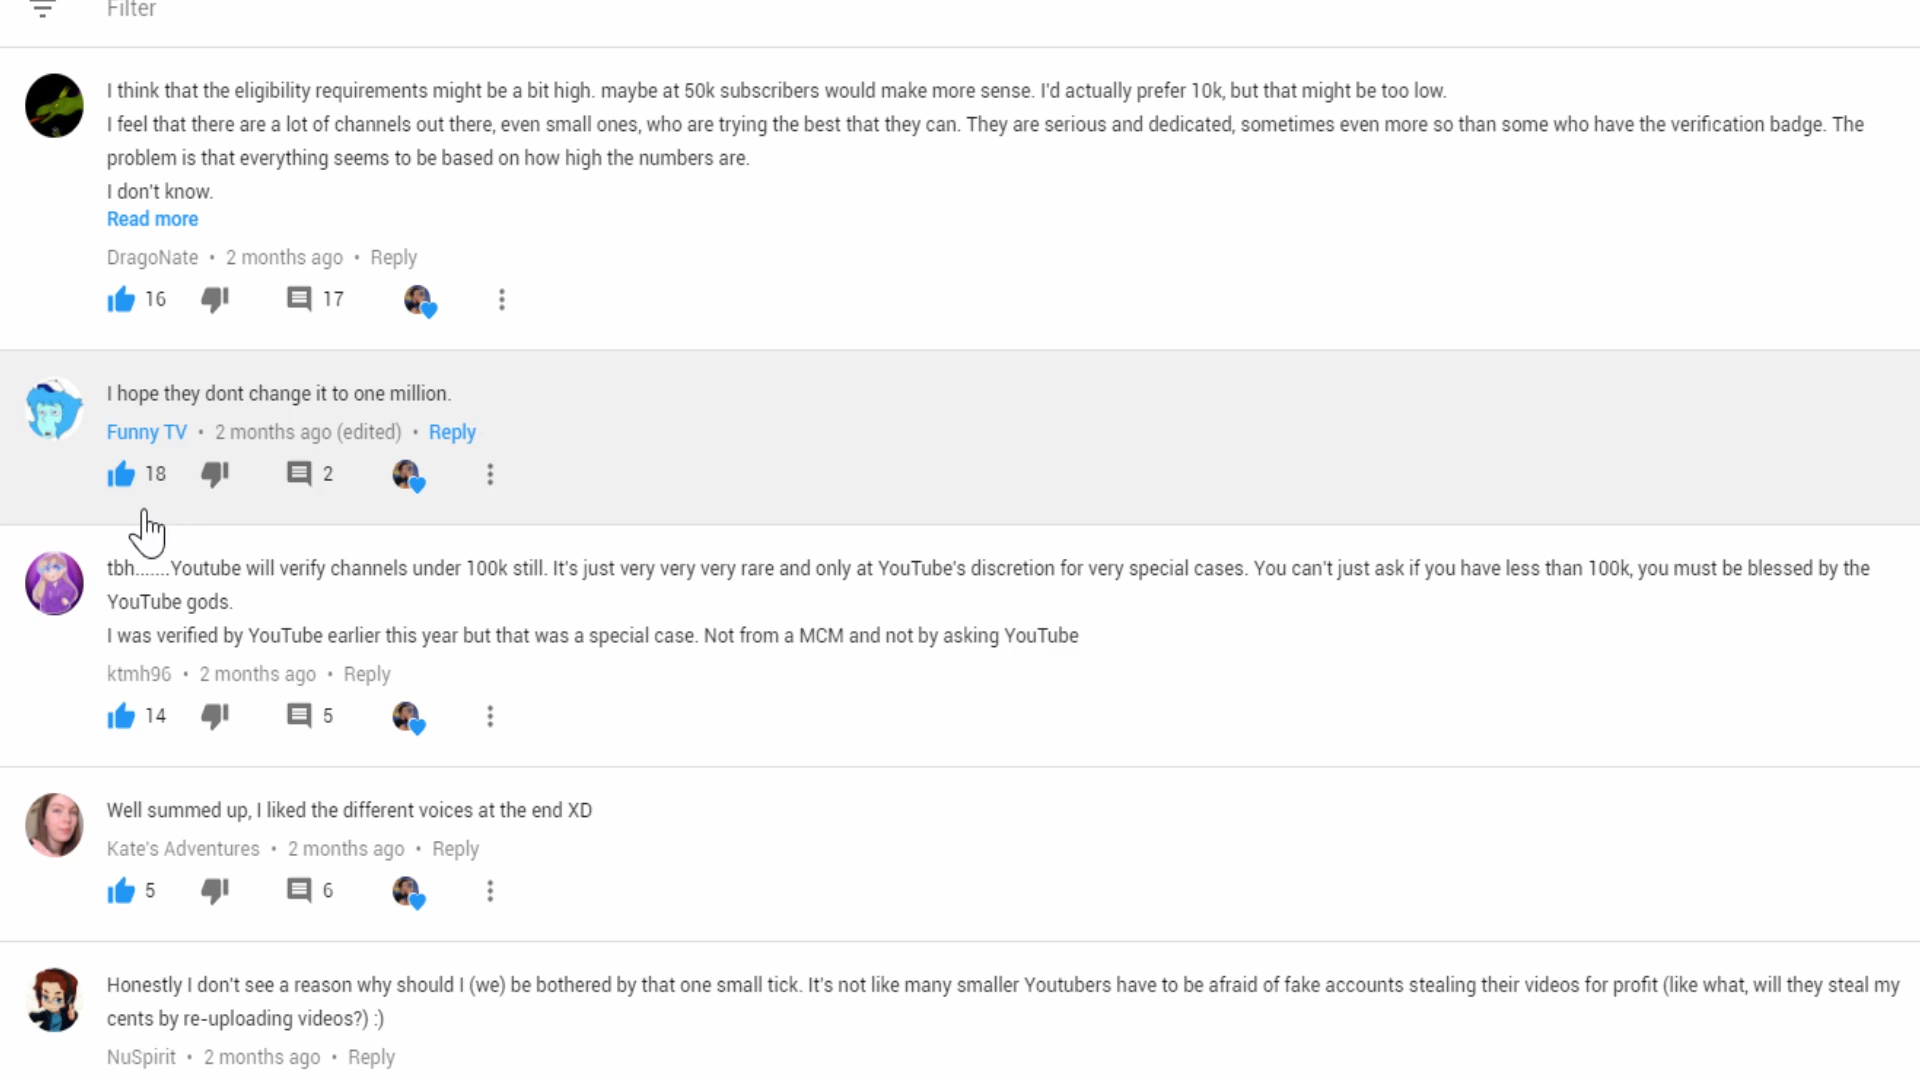 Filter
I think that the eligibility requirements might be a bit high. maybe at 50k subscribers would make more sense. I'd actually prefer 10k, but that might be too low.
I feel that there are a lot of channels out there, even small ones, who are trying the best that they can. They are serious and dedicated, sometimes even more so than some who have the verification badge. The
problem is that everything seems to be based on how high the numbers are.
I don't know.
Read more
DragoNate • 2 months ago • Reply
16 17
I hope they dont change it to one million.
Funny TV • 2 months ago (edited) • Reply
18 2
tbh.......Youtube will verify channels under 100k still. It's just very very very rare and only at YouTube's discretion for very special cases. You can't just ask if you have less than 100k, you must be blessed by the
YouTube gods.
I was verified by YouTube earlier this year but that was a special case. Not from a MCM and not by asking YouTube
ktmh96 • 2 months ago • Reply
14 5
Well summed up, I liked the different voices at the end XD
Kate's Adventures • 2 months ago • Reply
5 6
Honestly I don't see a reason why should I (we) be bothered by that one small tick. It's not like many smaller Youtubers have to be afraid of fake accounts stealing their videos for profit (like what, will they steal my
cents by re-uploading videos?) :)
NuSpirit • 2 months ago • Reply